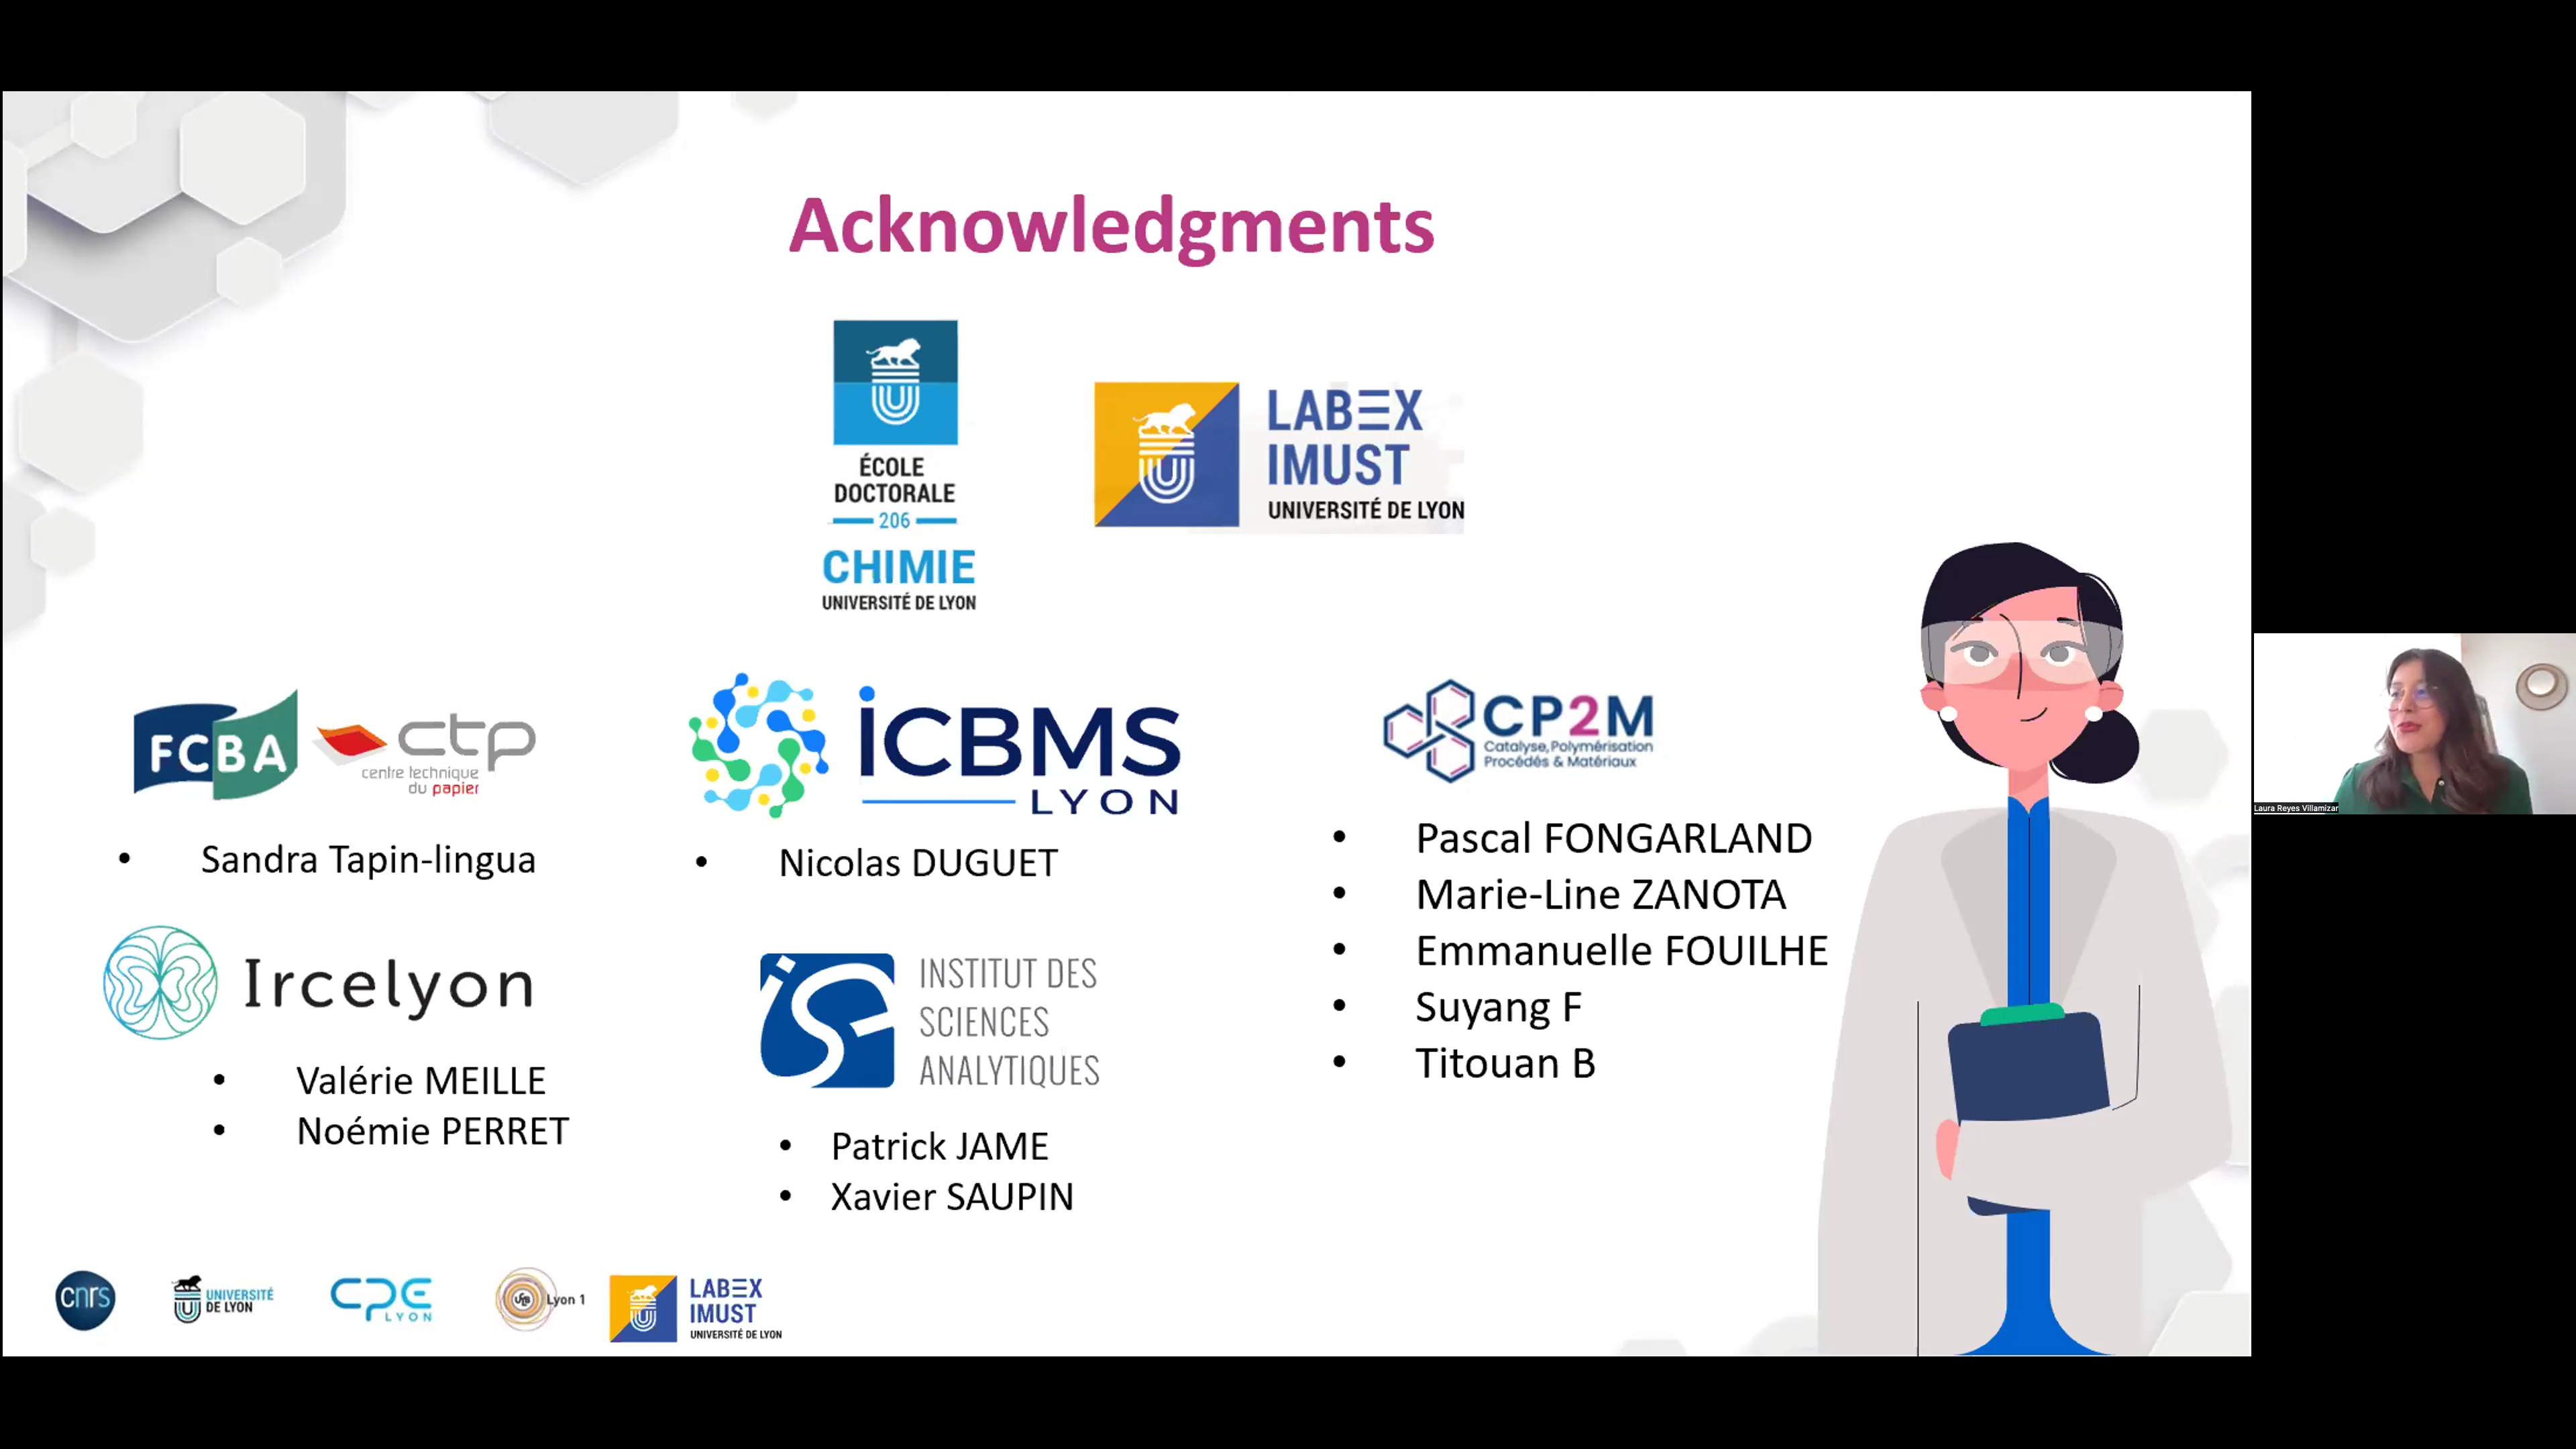 Acknowledgments
ÉCOLE
DOCTORALE
206
CHIMIE
UNIVERSITÉ DE LYON
LABEX
IMUST
UNIVERSITÉ DE LYON
FCBA
ctp
centre technique
du papier
• Sandra Tapin-lingua
Ircelyon
• Valérie MEILLE
• Noémie PERRET
iCBMS
LYON
• Nicolas DUGUET
INSTITUT DES
SCIENCES
ANALYTIQUES
• Patrick JAME
• Xavier SAUPIN
CP2M
Catalyse, Polymérisation
Procédés & Matériaux
• Pascal FONGARLAND
• Marie-Line ZANOTA
• Emmanuelle FOUILHE
• Suyang F
• Titouan B
Laura Reyes Villamizar
cnrs
UNIVERSITÉ
DE LYON
CPE
LYON
Lyon 1
LABEX
IMUST
UNIVERSITÉ DE LYON